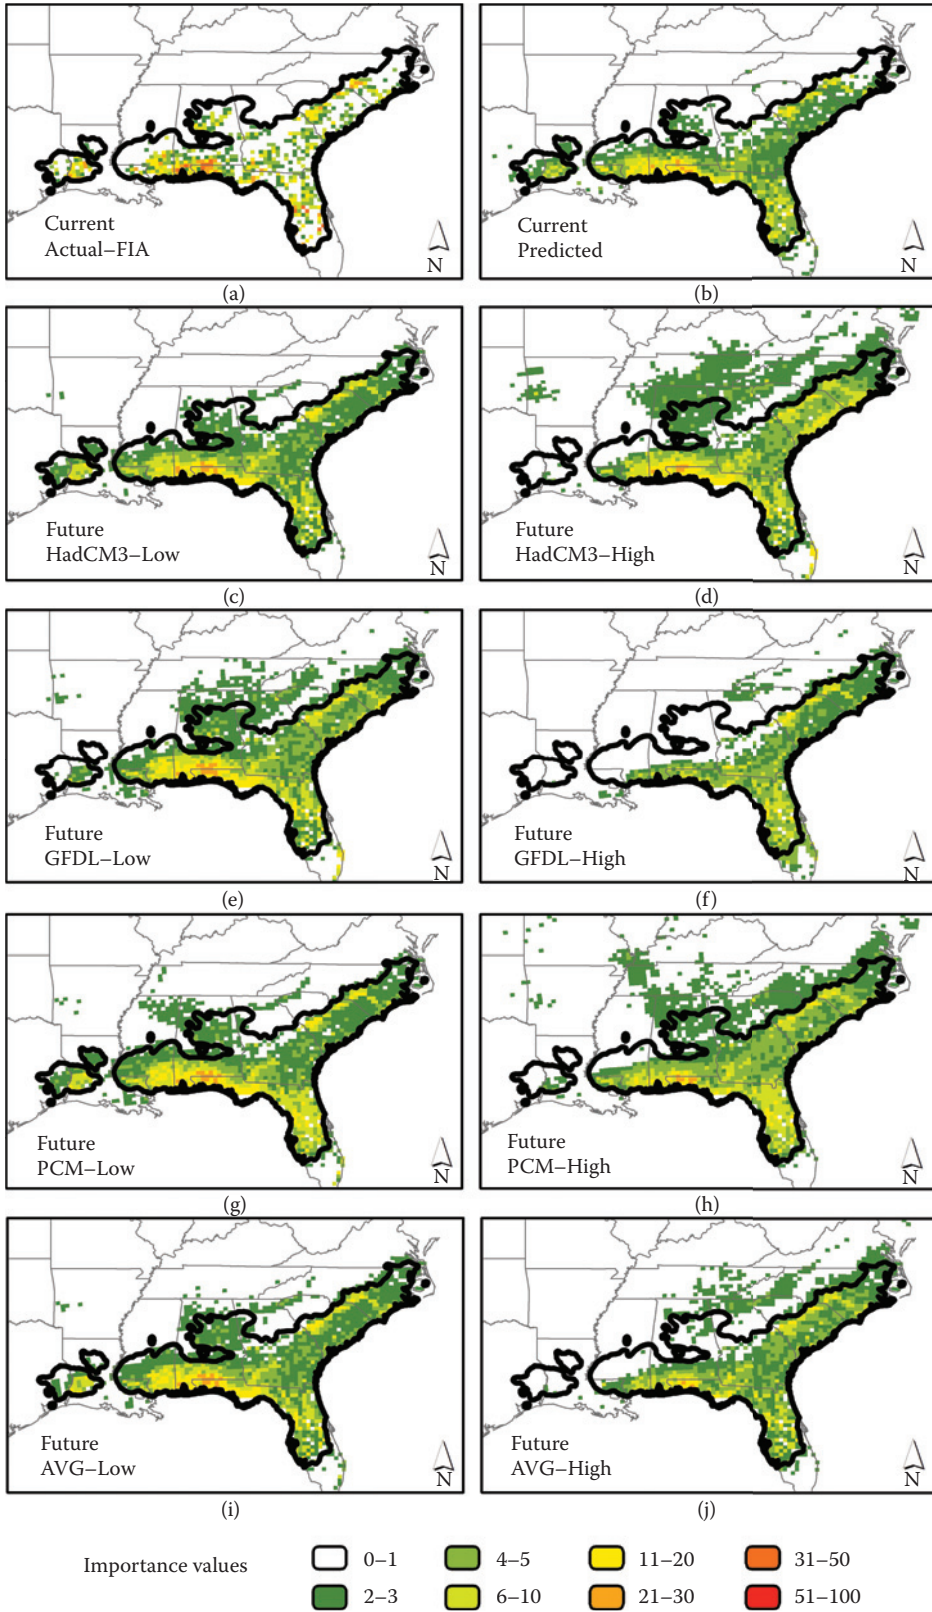 Current
Actual–FIA
N
(a)
Current
Predicted
N
(b)
Future
HadCM3–Low
N
(c)
Future
HadCM3–High
N
(d)
Future
GFDL–Low
N
(e)
Future
GFDL–High
N
(f)
Future
PCM–Low
N
(g)
Future
PCM–High
N
(h)
Future
AVG–Low
N
(i)
Future
AVG–High
N
(j)
Importance values
0–1
4–5
11–20
31–50
2–3
6–10
21–30
51–100